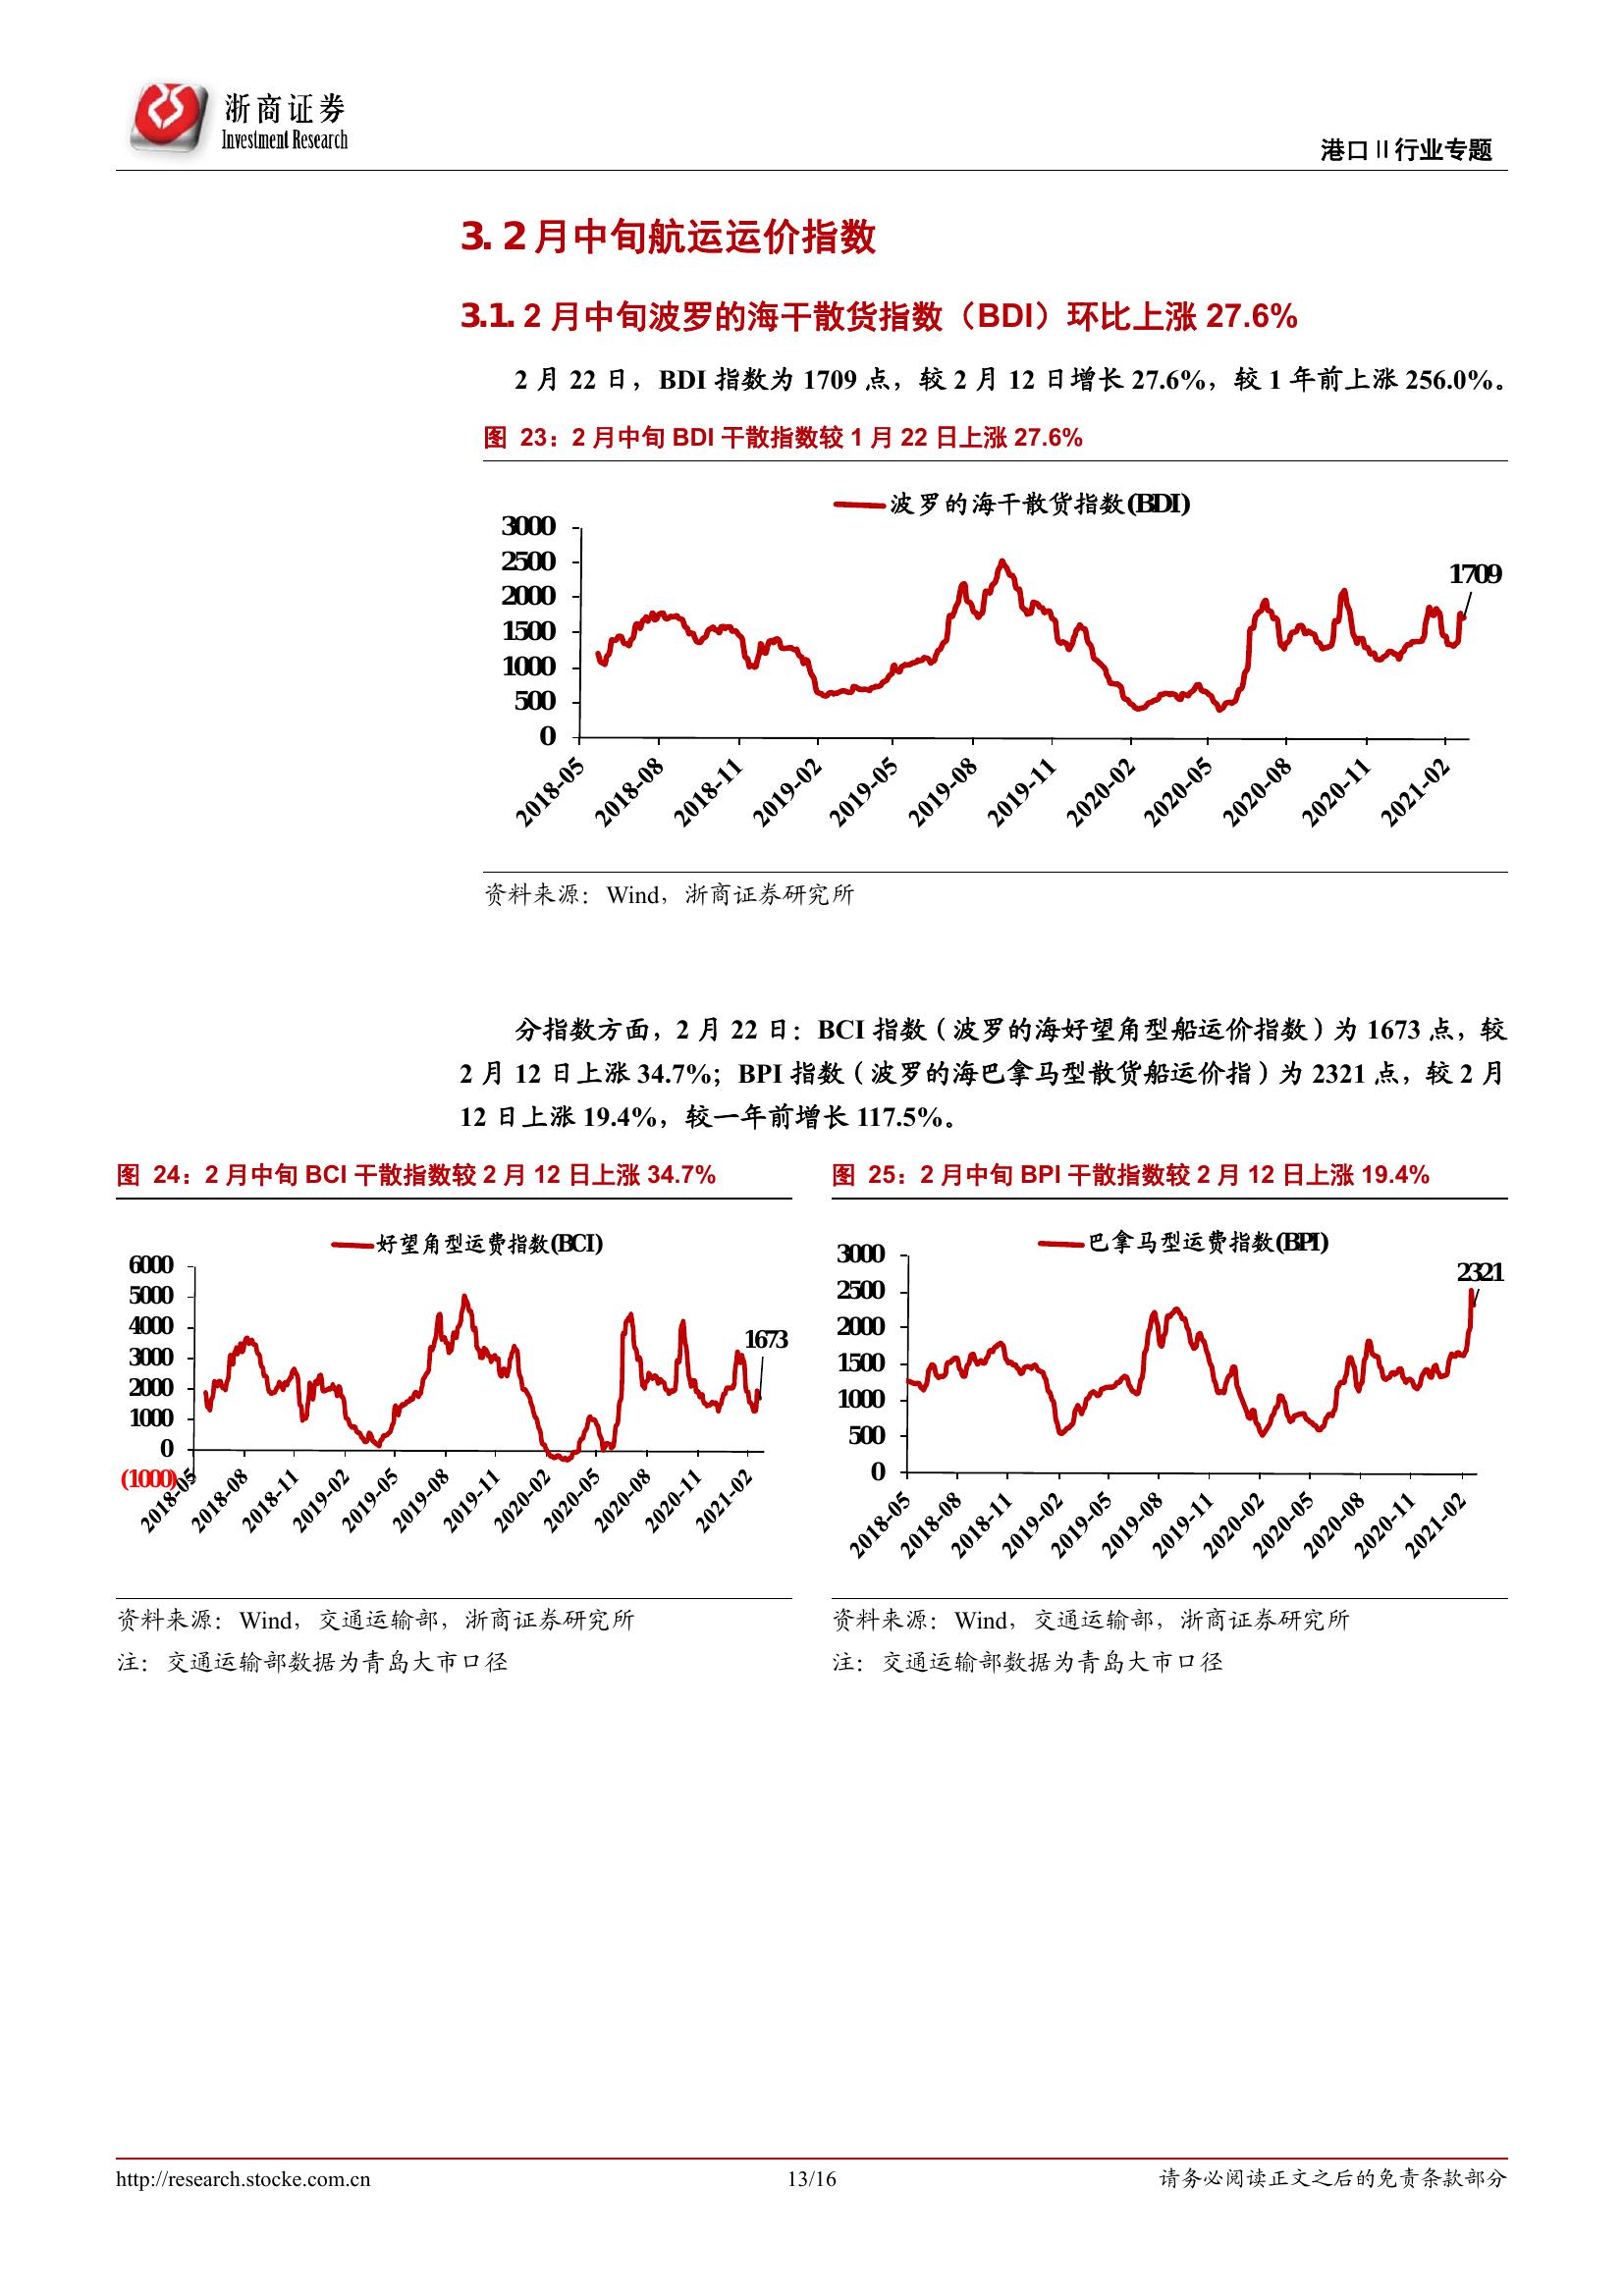 浙商证券
Investment Research
港口 II 行业专题
3. 2 月中旬航运运价指数
3.1. 2 月中旬波罗的海干散货指数（BDI）环比上涨 27.6%
2 月 22 日，BDI 指数为 1709 点，较 2 月 12 日增长 27.6%，较 1 年前上涨 256.0%。
图 23：2 月中旬 BDI 干散指数较 1 月 22 日上涨 27.6%
波罗的海干散货指数(BDI)
3000
2500
2000
1500
1000
500
0
1709
2018-05
2018-08
2018-11
2019-02
2019-05
2019-08
2019-11
2020-02
2020-05
2020-08
2020-11
2021-02
资料来源：Wind，浙商证券研究所
分指数方面，2 月 22 日：BCI 指数（波罗的海好望角型船运价指数）为 1673 点，较
2 月 12 日上涨 34.7%；BPI 指数（波罗的海巴拿马型散货船运价指）为 2321 点，较 2 月
12 日上涨 19.4%，较一年前增长 117.5%。
图 24：2 月中旬 BCI 干散指数较 2 月 12 日上涨 34.7%
好望角型运费指数(BCI)
6000
5000
4000
3000
2000
1000
0
(1000)
1673
2018-05
2018-08
2018-11
2019-02
2019-05
2019-08
2019-11
2020-02
2020-05
2020-08
2020-11
2021-02
资料来源：Wind，交通运输部，浙商证券研究所
注：交通运输部数据为青岛大市口径
图 25：2 月中旬 BPI 干散指数较 2 月 12 日上涨 19.4%
巴拿马型运费指数(BPI)
3000
2500
2000
1500
1000
500
0
2321
2018-05
2018-08
2018-11
2019-02
2019-05
2019-08
2019-11
2020-02
2020-05
2020-08
2020-11
2021-02
资料来源：Wind，交通运输部，浙商证券研究所
注：交通运输部数据为青岛大市口径
http://research.stocke.com.cn
13/16
请务必阅读正文之后的免责条款部分